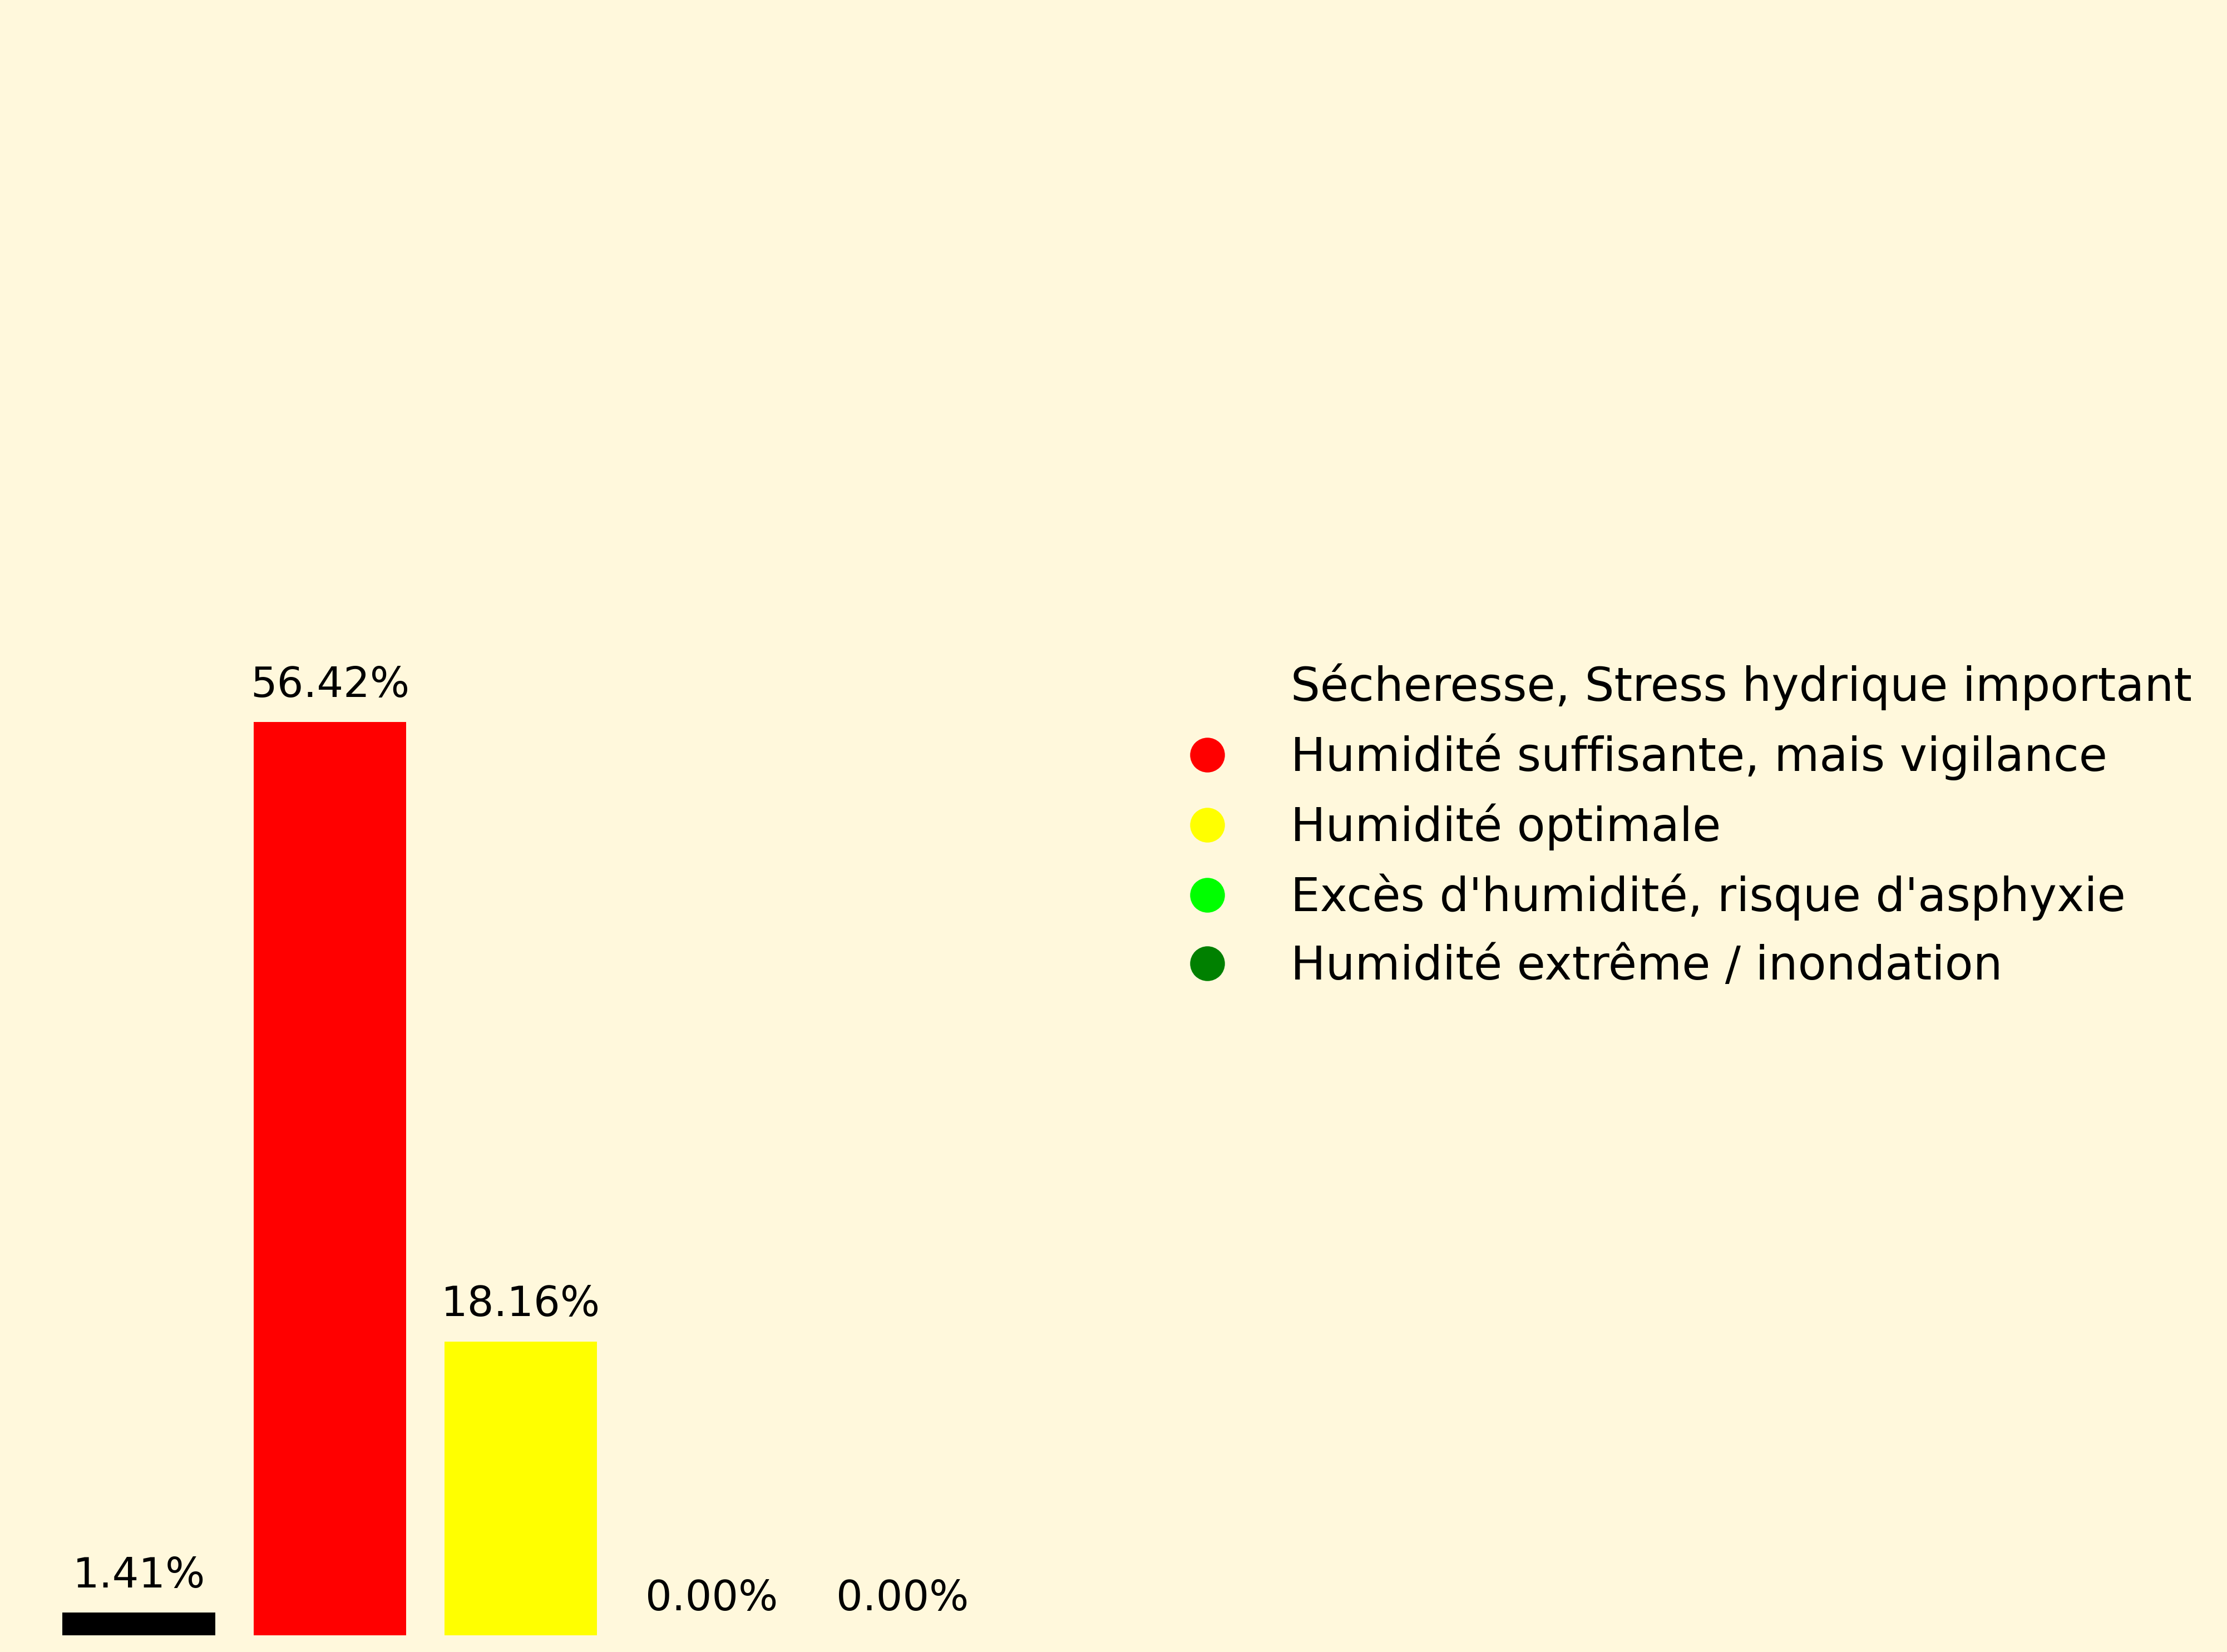 56.42%
18.16%
1.41%
0.00%
0.00%
Sécheresse, Stress hydrique important
Humidité suffisante, mais vigilance
Humidité optimale
Excès d'humidité, risque d'asphyxie
Humidité extrême / inondation